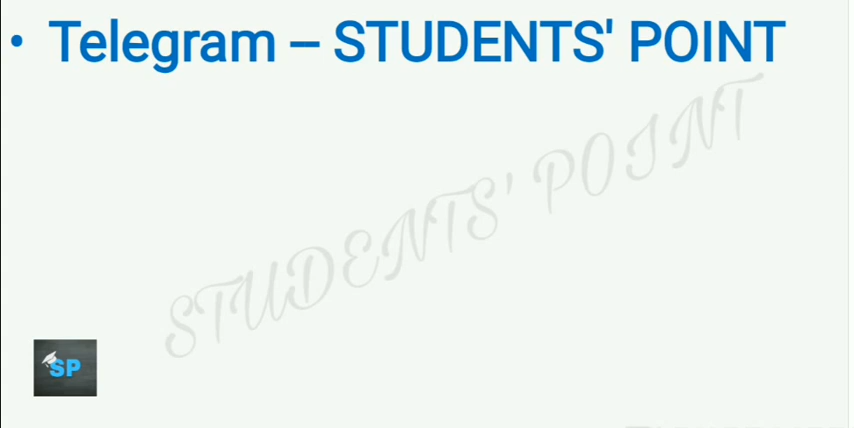 • Telegram – STUDENTS' POINT
STUDENTS' POINT
SP